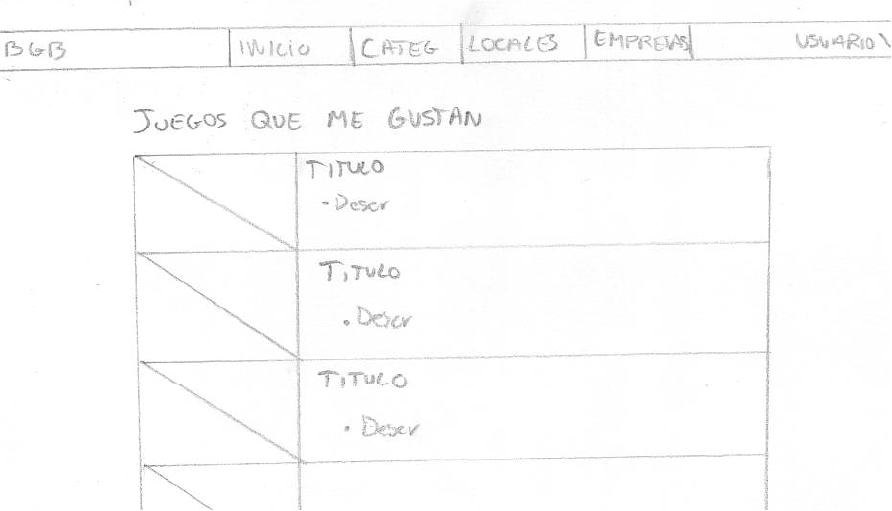 BGB INICIO CATEG LOCALES EMPRESAS USUARIO
JUEGOS QUE ME GUSTAN
TITULO
- Descr
TITULO
. Descr
TITULO
. Descr